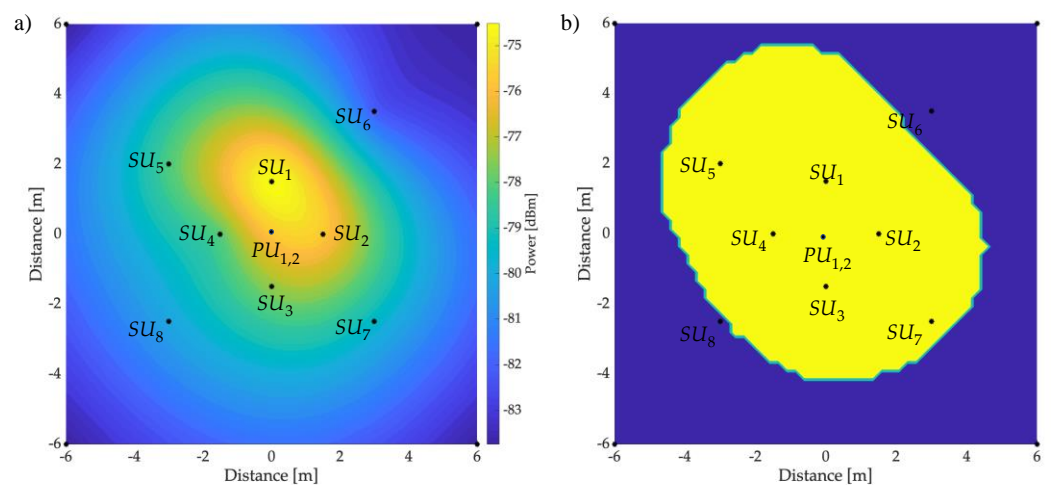 a)
6
4
2
0
-2
-4
-6
Distance [m]
-6
-4
-2
0
2
4
6
Distance [m]
SU₁
SU₂
SU₃
SU₄
SU₅
SU₆
SU₇
SU₈
PU₁,₂
-75
-76
-77
-78
-79
-80
-81
-82
-83
Power [dBm]
b)
6
4
2
0
-2
-4
-6
Distance [m]
-6
-4
-2
0
2
4
6
Distance [m]
SU₁
SU₂
SU₃
SU₄
SU₅
SU₆
SU₇
SU₈
PU₁,₂